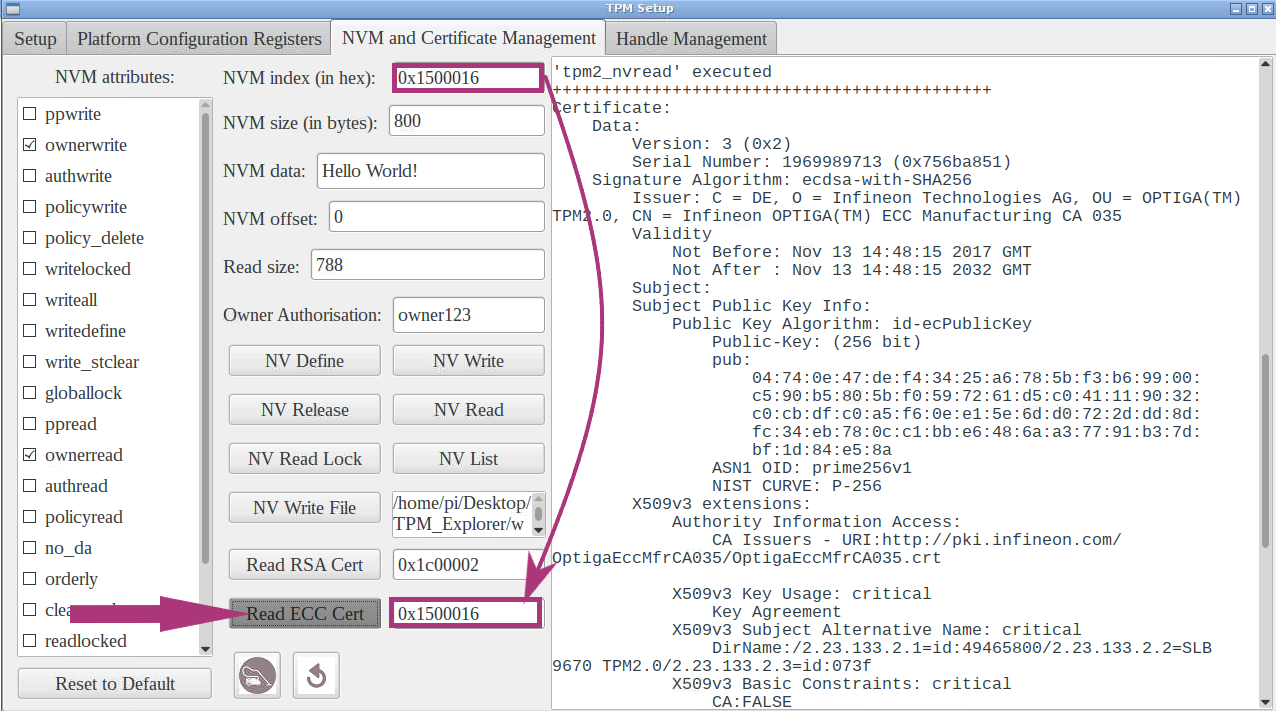 TPM Setup
Setup
Platform Configuration Registers
NVM and Certificate Management
Handle Management
NVM attributes:
ppwrite
ownerwrite
authwrite
policywrite
policy_delete
writelocked
writeall
writedefine
write_stclear
globallock
ppread
ownerread
authread
policyread
no_da
orderly
readlocked
Reset to Default
NVM index (in hex): 0x1500016
NVM size (in bytes): 800
NVM data: Hello World!
NVM offset: 0
Read size: 788
Owner Authorisation: owner123
NV Define
NV Write
NV Release
NV Read
NV Read Lock
NV List
NV Write File
/home/pi/Desktop/
TPM_Explorer/w
Read RSA Cert
0x1c00002
Read ECC Cert
0x1500016
'tpm2_nvread' executed
++++++++++++++++++++++++++++++++++++++++++++
Certificate:
Data:
Version: 3 (0x2)
Serial Number: 1969989713 (0x756ba851)
Signature Algorithm: ecdsa-with-SHA256
Issuer: C = DE, O = Infineon Technologies AG, OU = OPTIGA(TM)
TPM2.0, CN = Infineon OPTIGA(TM) ECC Manufacturing CA 035
Validity
Not Before: Nov 13 14:48:15 2017 GMT
Not After : Nov 13 14:48:15 2032 GMT
Subject:
Subject Public Key Info:
Public Key Algorithm: id-ecPublicKey
Public-Key: (256 bit)
pub:
04:74:0e:47:de:f4:34:25:a6:78:5b:f3:b6:99:00:
c5:90:b5:80:5b:f0:59:72:61:d5:c0:41:11:90:32:
c0:cb:df:c0:a5:f6:0e:e1:5e:6d:d0:72:2d:dd:8d:
fc:34:eb:78:0c:c1:bb:e6:48:6a:a3:77:91:b3:7d:
bf:1d:84:e5:8a
ASN1 OID: prime256v1
NIST CURVE: P-256
X509v3 extensions:
Authority Information Access:
CA Issuers - URI:http://pki.infineon.com/
OptigaEccMfrCA035/OptigaEccMfrCA035.crt
X509v3 Key Usage: critical
Key Agreement
X509v3 Subject Alternative Name: critical
DirName:/2.23.133.2.1=id:49465800/2.23.133.2.2=SLB
9670 TPM2.0/2.23.133.2.3=id:073f
X509v3 Basic Constraints: critical
CA:FALSE